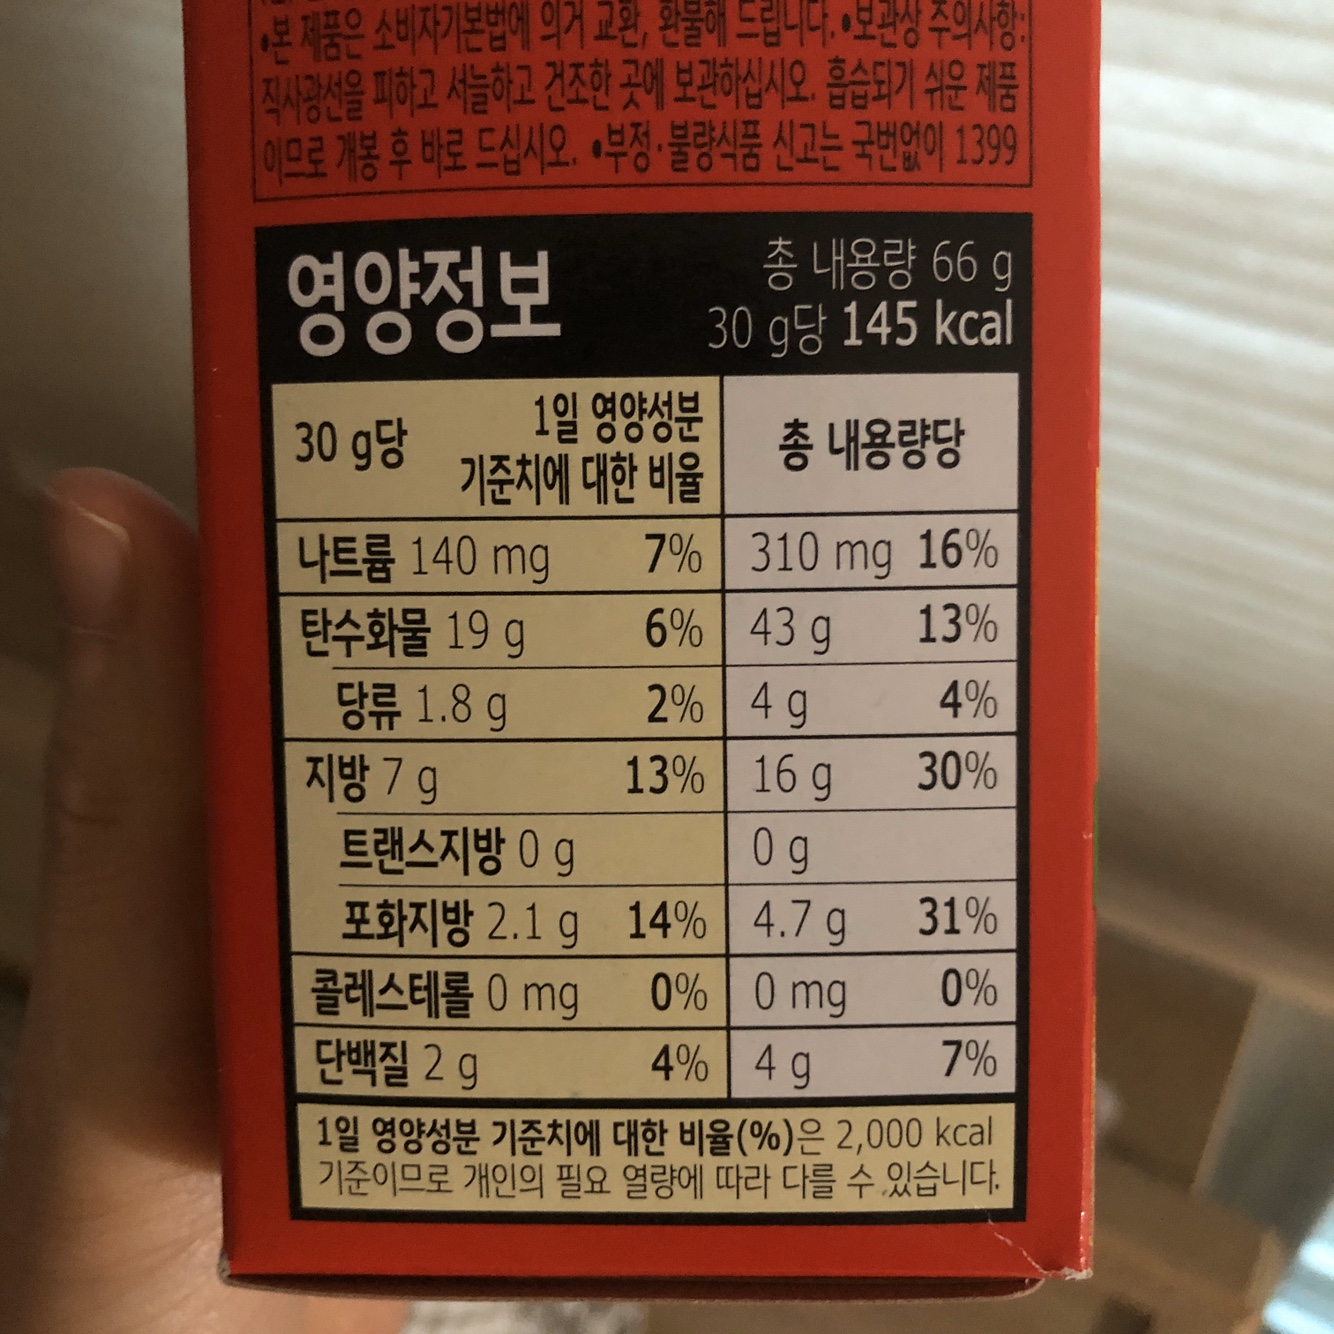 •본 제품은 소비자기본법에 의거 교환, 환불해 드립니다. •보관상 주의사항:
직사광선을 피하고 서늘하고 건조한 곳에 보관하십시오. 흡습되기 쉬운 제품
이므로 개봉 후 바로 드십시오. •부정·불량식품 신고는 국번없이 1399
영양정보
총 내용량 66 g
30 g당 145 kcal
30 g당 1일 영양성분 기준치에 대한 비율 총 내용량당
나트륨 140 mg 7% 310 mg 16%
탄수화물 19 g 6% 43 g 13%
당류 1.8 g 2% 4 g 4%
지방 7 g 13% 16 g 30%
트랜스지방 0 g 0 g
포화지방 2.1 g 14% 4.7 g 31%
콜레스테롤 0 mg 0% 0 mg 0%
단백질 2 g 4% 4 g 7%
1일 영양성분 기준치에 대한 비율(%)은 2,000 kcal
기준이므로 개인의 필요 열량에 따라 다를 수 있습니다.